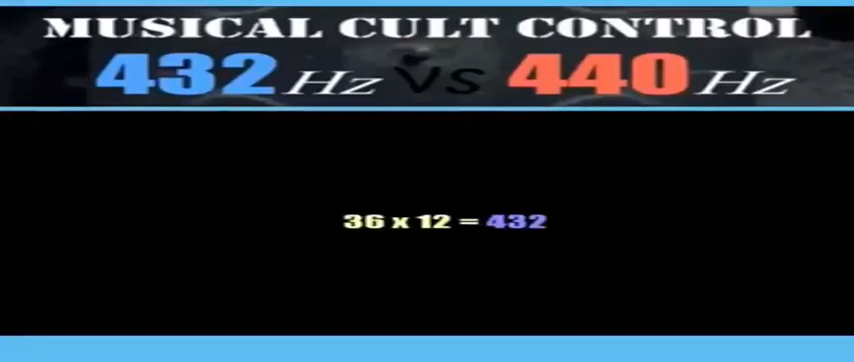 MUSICAL CULT CONTROL
432Hz vs 440Hz
36 x 12 = 432